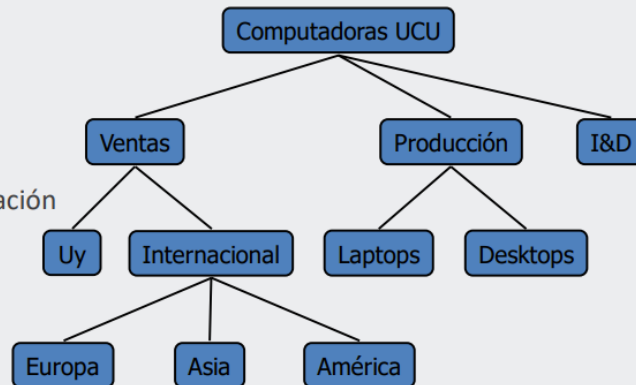 Computadoras UCU
Ventas
Producción
I&D
ación
Uy
Internacional
Laptops
Desktops
Europa
Asia
América